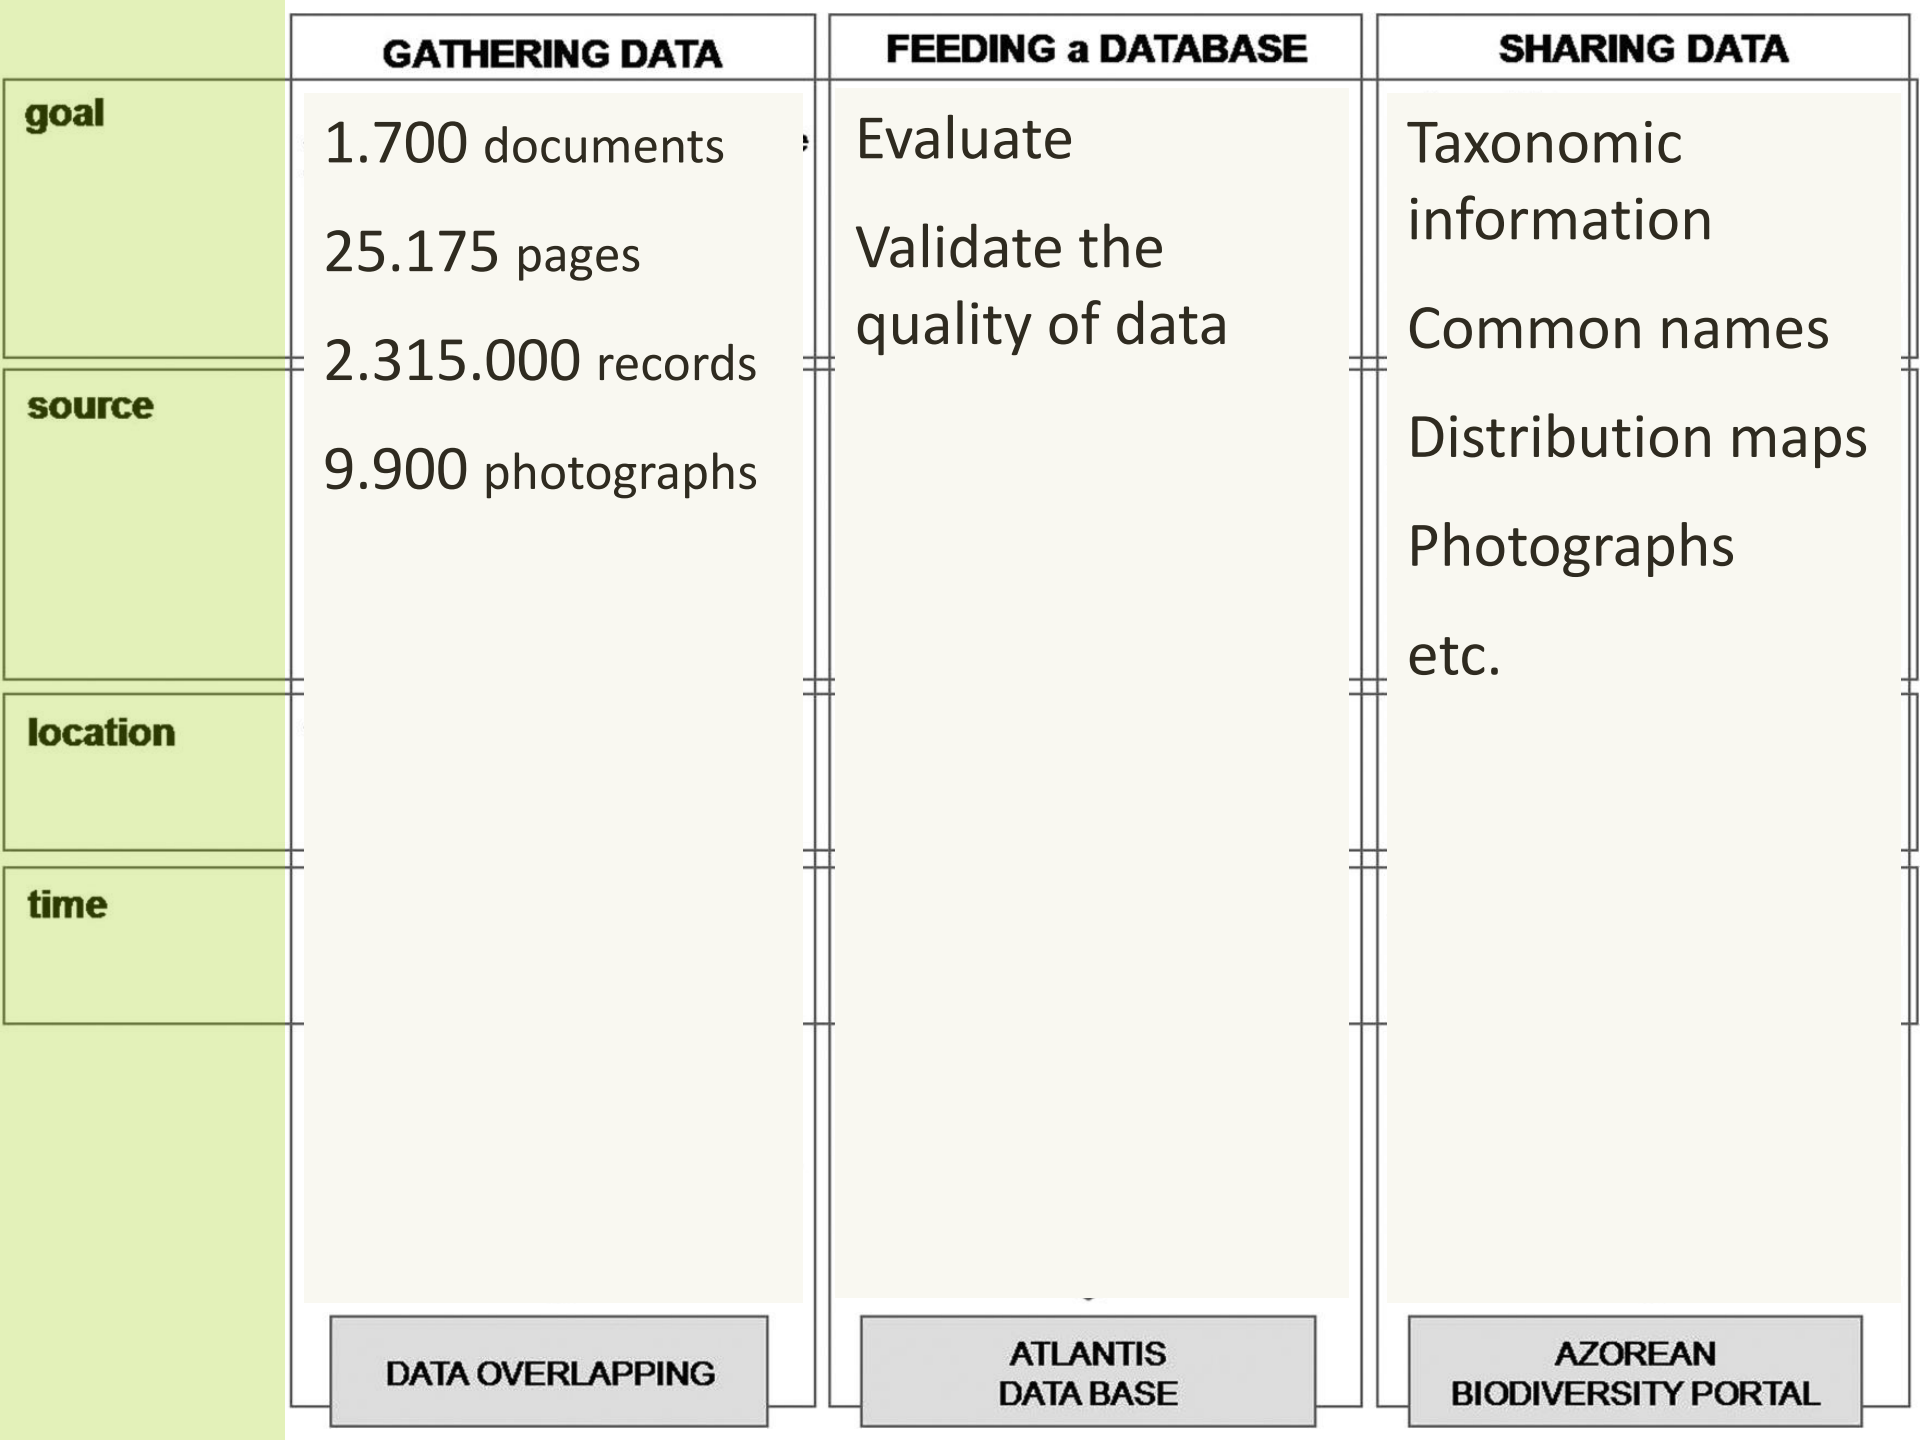 GATHERING DATA
FEEDING a DATABASE
SHARING DATA
goal
source
location
time
1.700 documents
25.175 pages
2.315.000 records
9.900 photographs
Evaluate
Validate the
quality of data
Taxonomic
information
Common names
Distribution maps
Photographs
etc.
DATA OVERLAPPING
ATLANTIS
DATA BASE
AZOREAN
BIODIVERSITY PORTAL